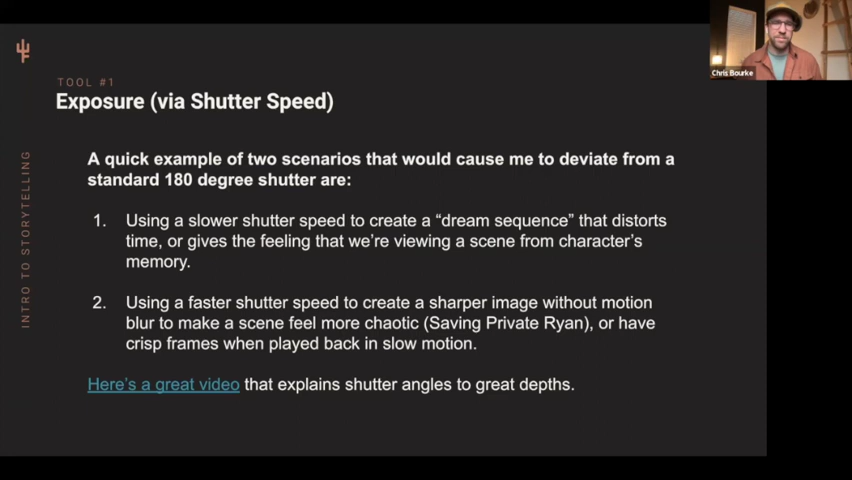 Chris Bourke
TOOL #1
Exposure (via Shutter Speed)
INTRO TO STORYTELLING
A quick example of two scenarios that would cause me to deviate from a
standard 180 degree shutter are:
1. Using a slower shutter speed to create a “dream sequence” that distorts
time, or gives the feeling that we’re viewing a scene from character’s
memory.
2. Using a faster shutter speed to create a sharper image without motion
blur to make a scene feel more chaotic (Saving Private Ryan), or have
crisp frames when played back in slow motion.
Here’s a great video that explains shutter angles to great depths.